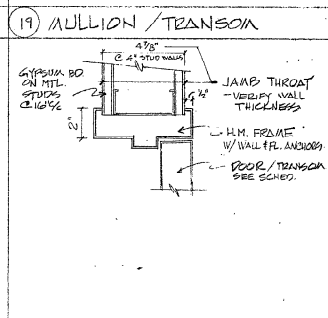 19 MULLION / TRANSOM
4 7/8"
@ 4" STUD WALLS
GYPSUM BD.
ON MTL.
STUDS
@ 16" C/C
JAMB THROAT
- VERIFY WALL
THICKNESS
1/2"
2"
H.M. FRAME
W/ WALL & FL. ANCHORS.
DOOR / TRANSOM
SEE SCHED.